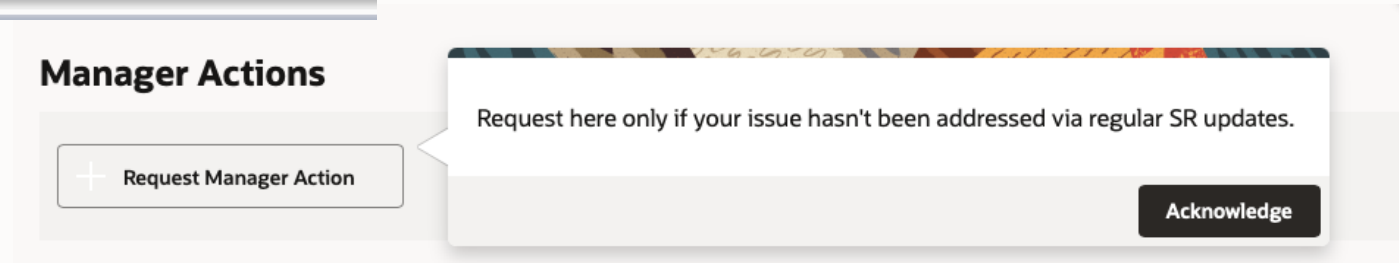 Manager Actions
Request here only if your issue hasn't been addressed via regular SR updates.
Request Manager Action
Acknowledge